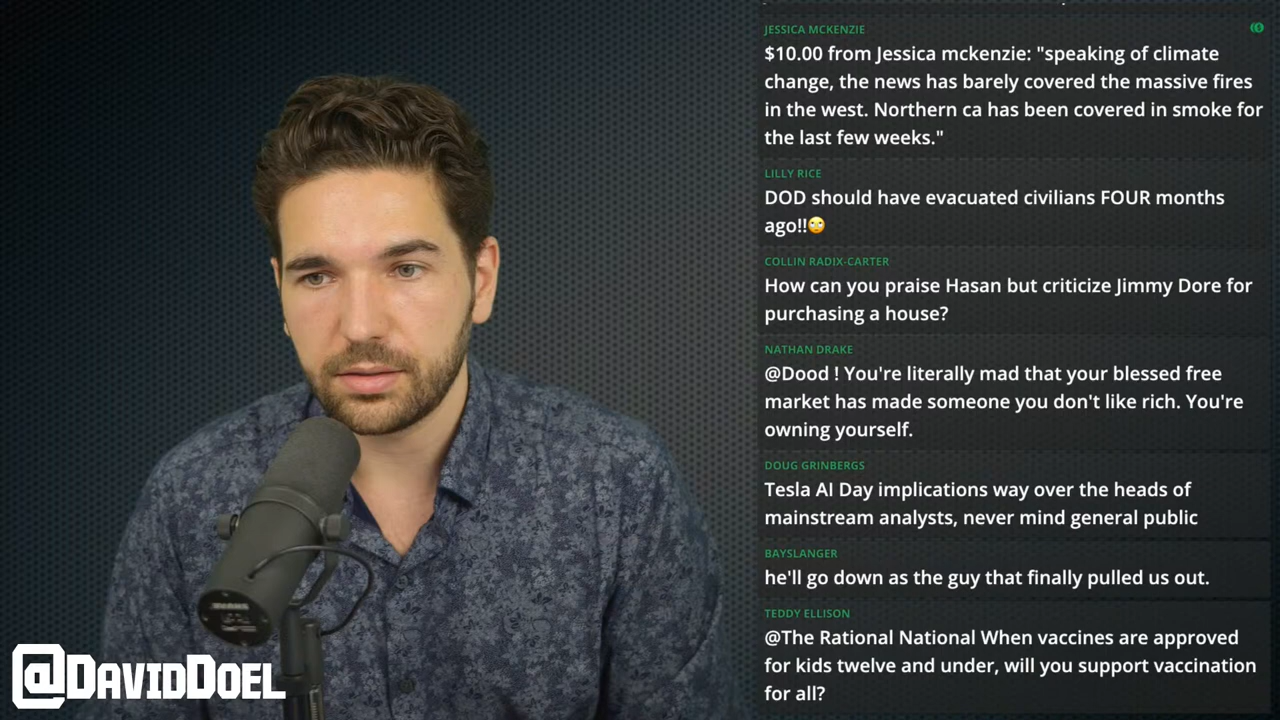 JESSICA MCKENZIE
$10.00 from Jessica mckenzie: "speaking of climate
change, the news has barely covered the massive fires
in the west. Northern ca has been covered in smoke for
the last few weeks."
LILLY RICE
DOD should have evacuated civilians FOUR months
ago!!🙄
COLLIN RADIX-CARTER
How can you praise Hasan but criticize Jimmy Dore for
purchasing a house?
NATHAN DRAKE
@Dood ! You're literally mad that your blessed free
market has made someone you don't like rich. You're
owning yourself.
DOUG GRINBERGS
Tesla AI Day implications way over the heads of
mainstream analysts, never mind general public
BAYSLANGER
he'll go down as the guy that finally pulled us out.
TEDDY ELLISON
@The Rational National When vaccines are approved
for kids twelve and under, will you support vaccination
for all?
@DAVIDDOEL